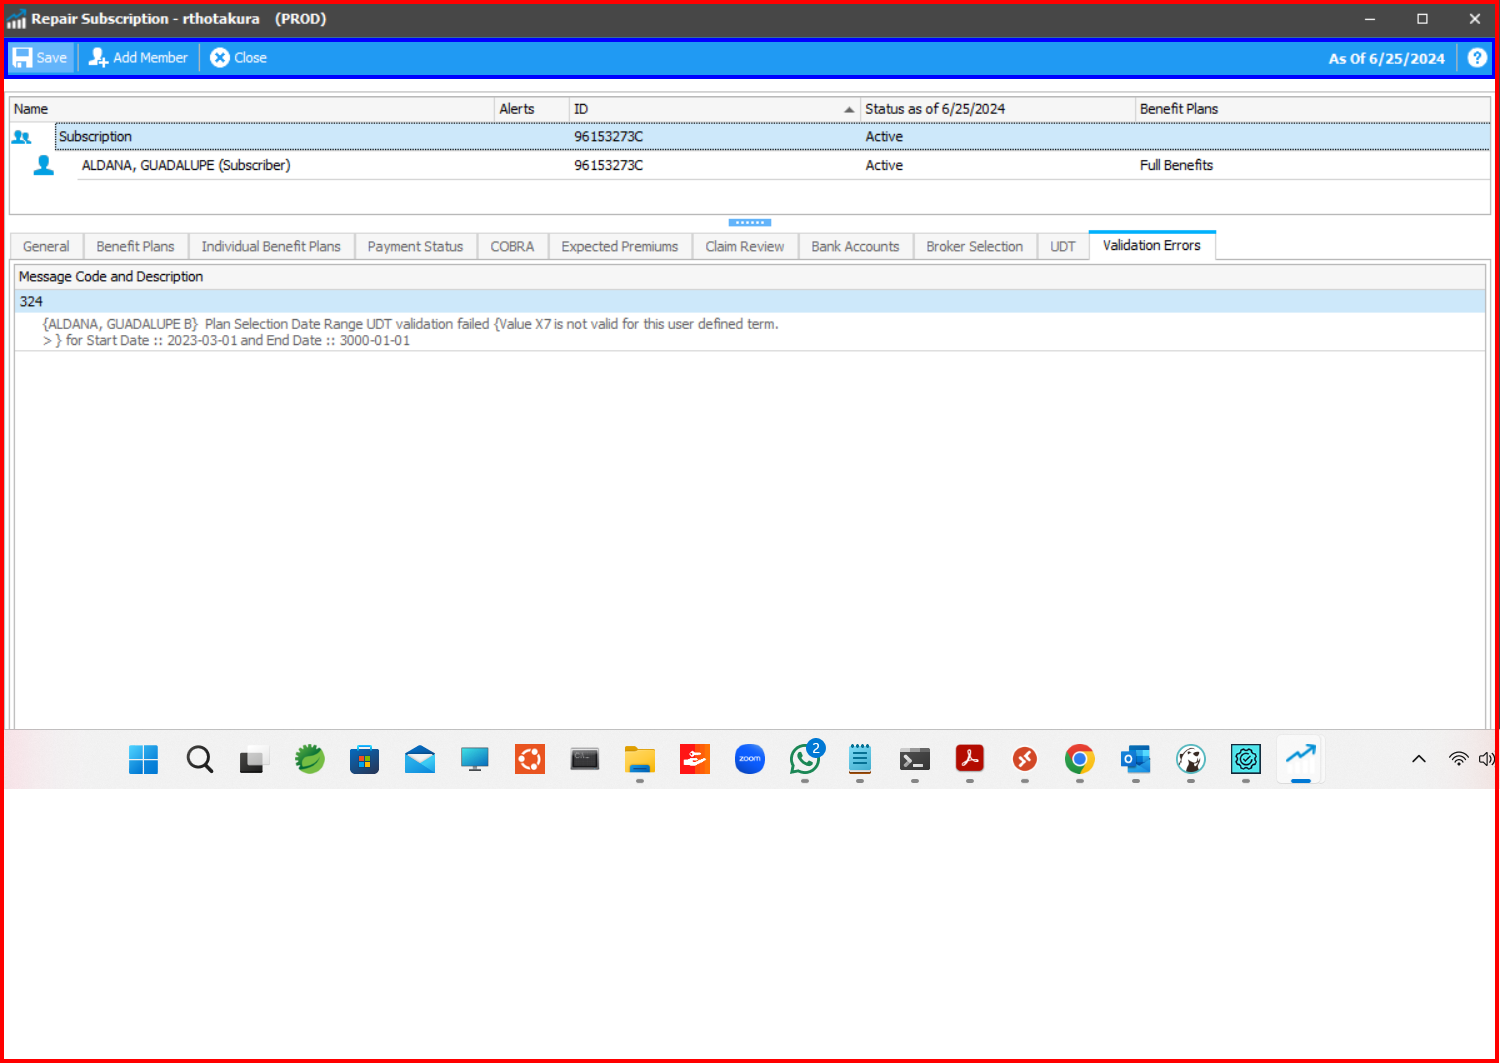 Repair Subscription - rthotakura (PROD)
Save Add Member Close As Of 6/25/2024 ?
Name Alerts ID Status as of 6/25/2024 Benefit Plans
Subscription 96153273C Active
ALDANA, GUADALUPE (Subscriber) 96153273C Active Full Benefits
General Benefit Plans Individual Benefit Plans Payment Status COBRA Expected Premiums Claim Review Bank Accounts Broker Selection UDT Validation Errors
Message Code and Description
324
{ALDANA, GUADALUPE B} Plan Selection Date Range UDT validation failed {Value X7 is not valid for this user defined term.
> } for Start Date :: 2023-03-01 and End Date :: 3000-01-01
zoom 2